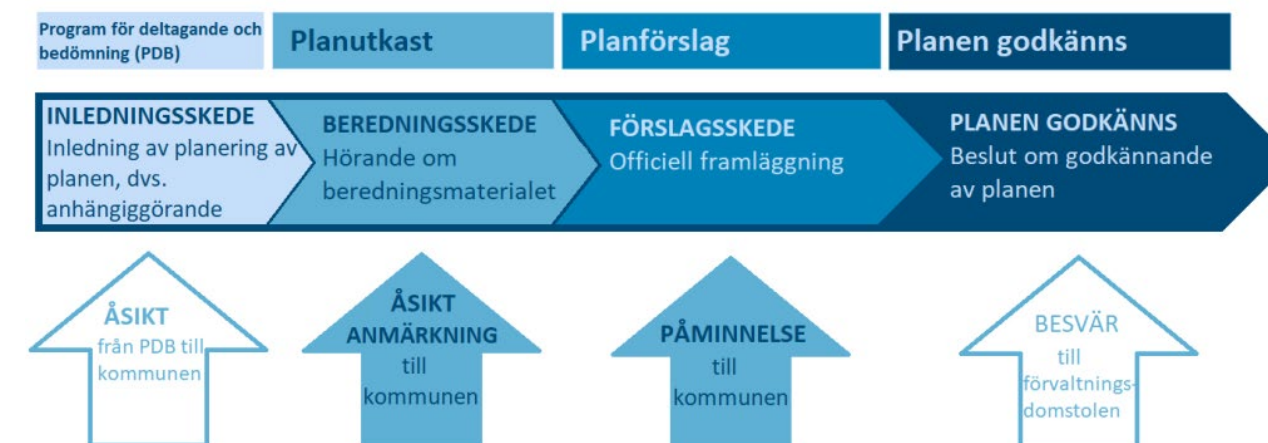 Program för deltagande och
bedömning (PDB)
Planutkast
Planförslag
Planen godkänns
INLEDNINGSSKEDE
Inledning av planering av
planen, dvs.
anhängiggörande
BEREDNINGSSKEDE
Hörande om
beredningsmaterialet
FÖRSLAGSSKEDE
Officiell framläggning
PLANEN GODKÄNNS
Beslut om godkännande
av planen
ÅSIKT
från PDB till
kommunen
ÅSIKT
ANMÄRKNING
till
kommunen
PÅMINNELSE
till
kommunen
BESVÄR
till
förvaltnings-
domstolen